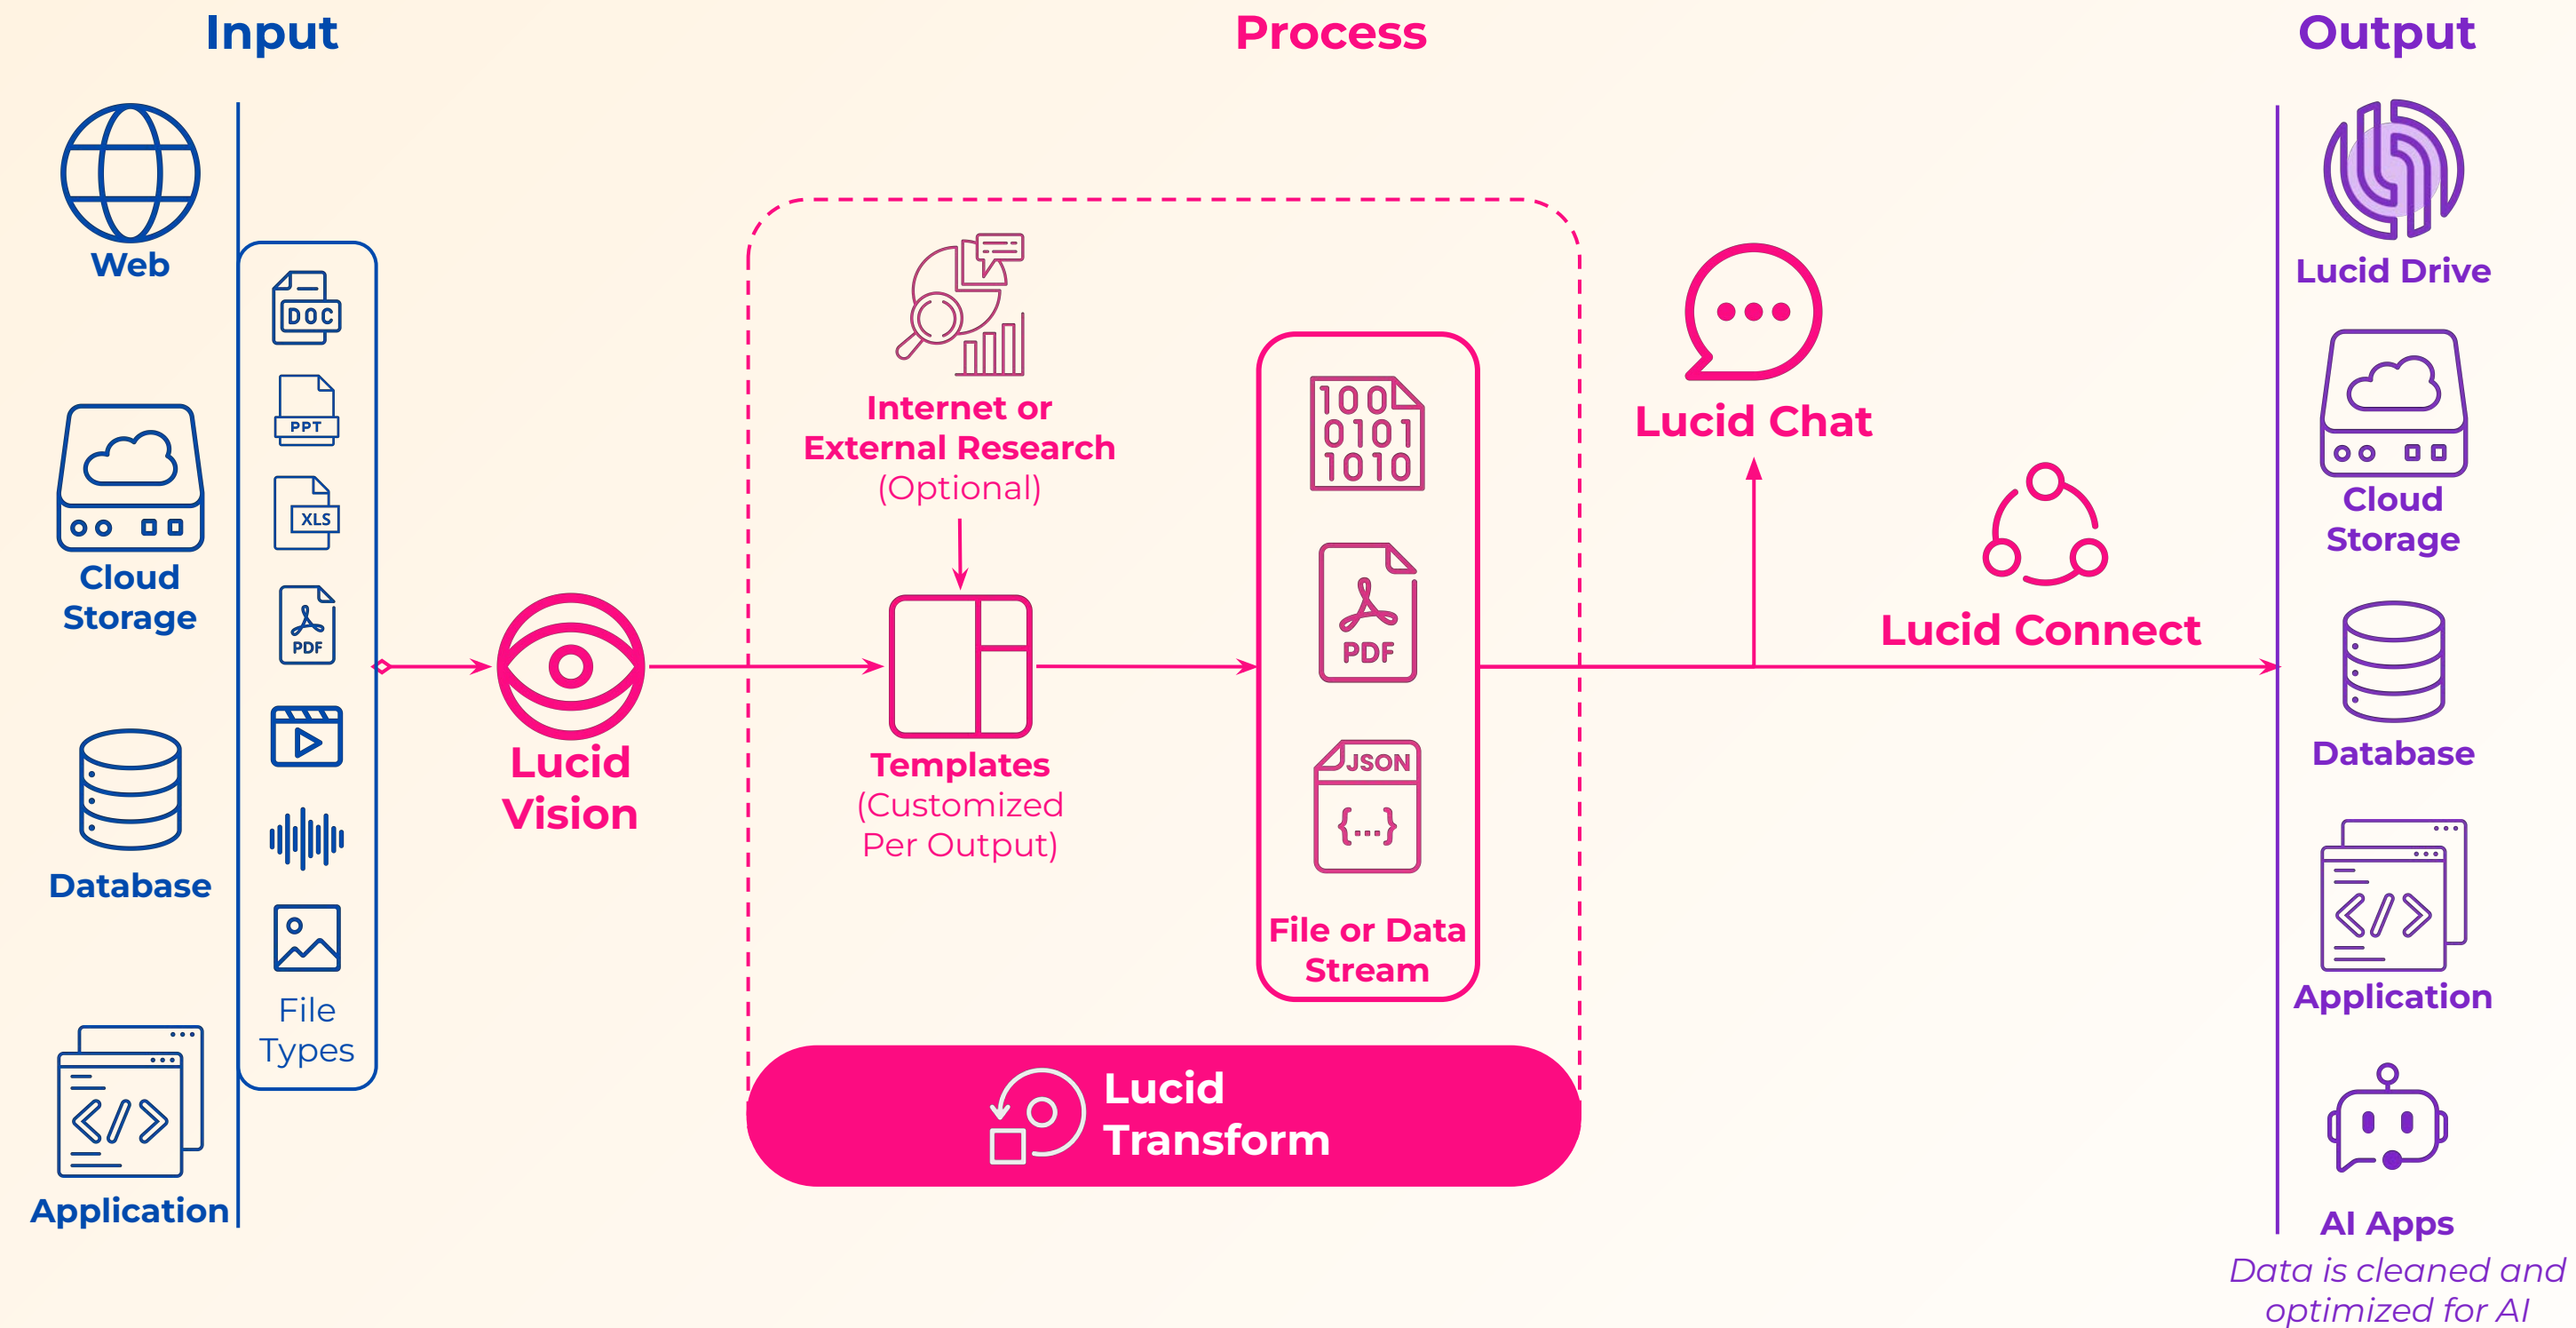 Input
Process
Output
Web
Cloud
Storage
Database
Application
DOC
PPT
XLS
PDF
File
Types
Lucid
Vision
Internet or
External Research
(Optional)
Templates
(Customized
Per Output)
100
0101
1010
PDF
JSON
{...}
File or Data
Stream
Lucid
Transform
Lucid Chat
Lucid Connect
Lucid Drive
Cloud
Storage
Database
Application
AI Apps
Data is cleaned and
optimized for AI